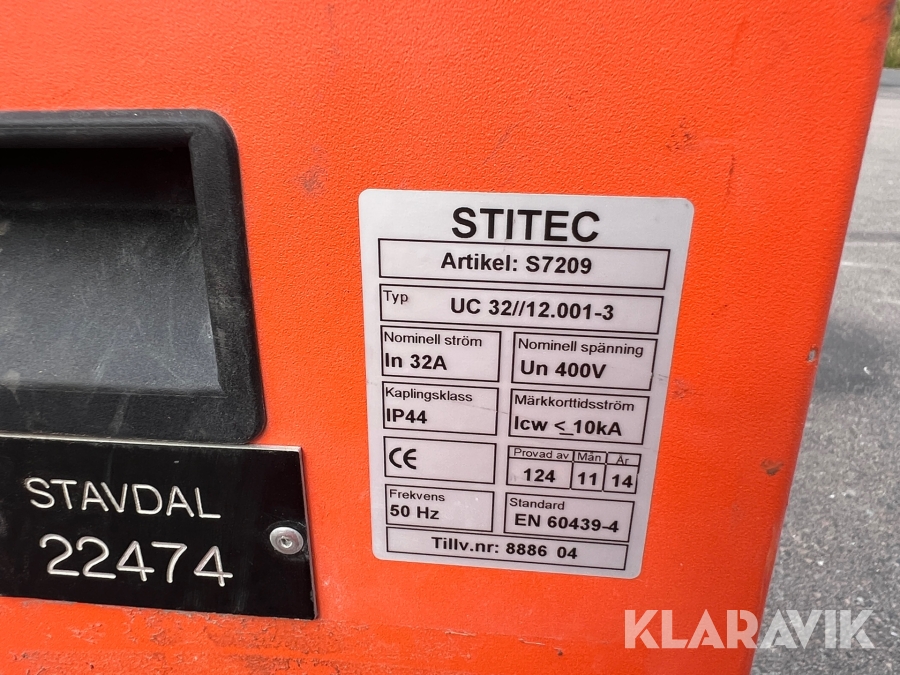 STITEC
Artikel: S7209
Typ UC 32//12.001-3
Nominell ström Nominell spänning
In 32A Un 400V
Kaplingsklass Märkkorttidsström
IP44 Icw <_10kA
CE Provad av Mån År
124 11 14
Frekvens Standard
50 Hz EN 60439-4
Tillv.nr: 8886 04
STAVDAL
22474
KLARAVIK